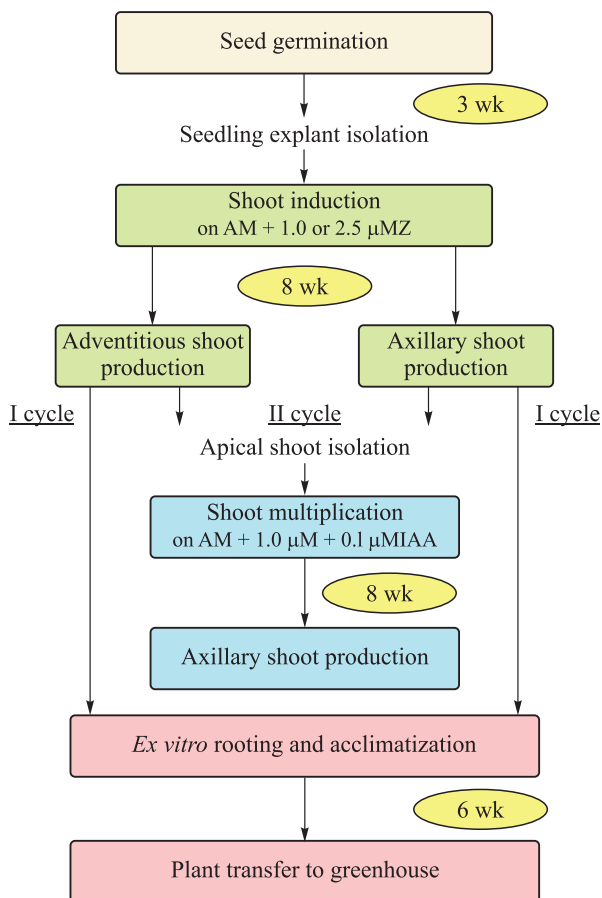 Seed germination
3 wk
Seedling explant isolation
Shoot induction
on AM + 1.0 or 2.5 μMZ
8 wk
Adventitious shoot
production
Axillary shoot
production
I cycle
II cycle
I cycle
Apical shoot isolation
Shoot multiplication
on AM + 1.0 μM + 0.l μMIAA
8 wk
Axillary shoot production
Ex vitro rooting and acclimatization
6 wk
Plant transfer to greenhouse